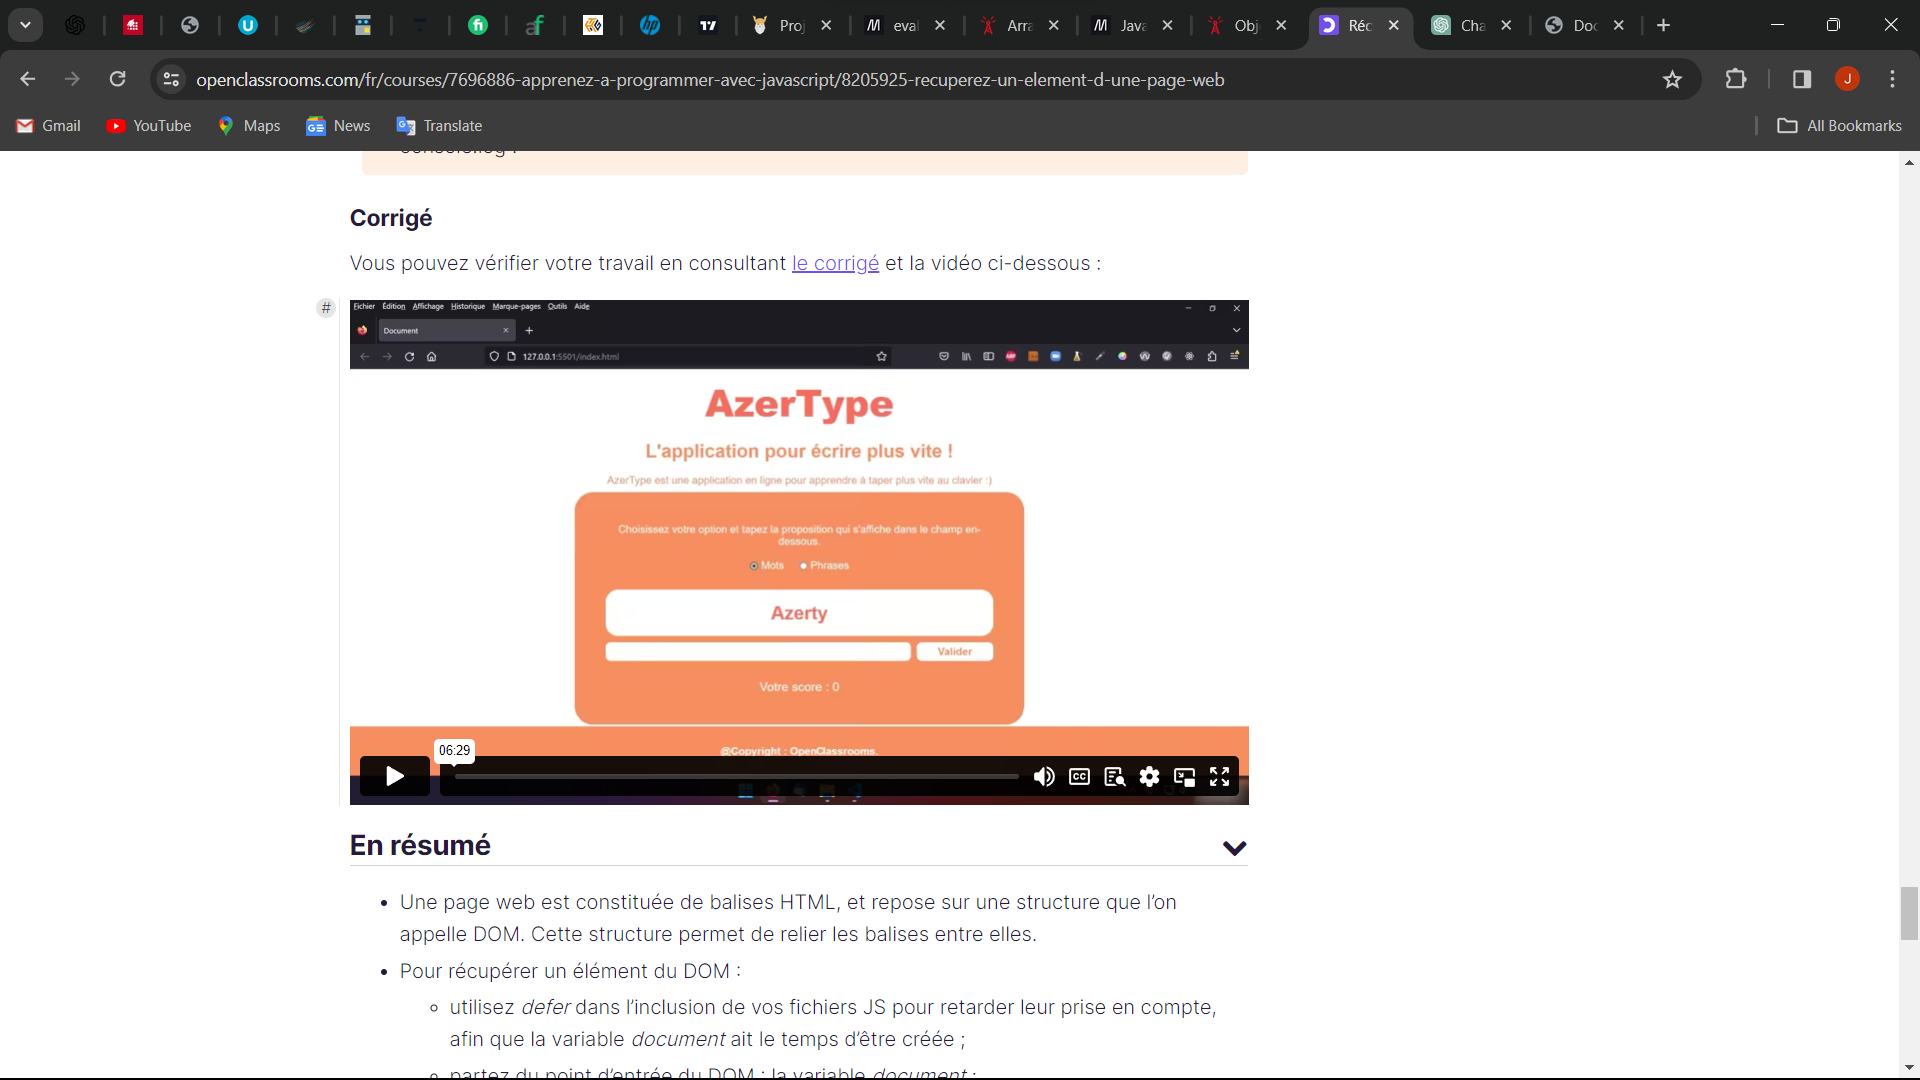 Proj
eval
Arra
Java
Obj
Réc
Cha
Doc
openclassrooms.com/fr/courses/7696886-apprenez-a-programmer-avec-javascript/8205925-recuperez-un-element-d-une-page-web
J
Gmail
YouTube
Maps
News
Translate
All Bookmarks
Corrigé
Vous pouvez vérifier votre travail en consultant le corrigé et la vidéo ci-dessous :
#
Fichier Édition Affichage Historique Marque-pages Outils Aide
Document
127.0.0.1:5501/index.html
AzerType
L'application pour écrire plus vite !
AzerType est une application en ligne pour apprendre à taper plus vite au clavier :)
Choisissez votre option et tapez la proposition qui s'affiche dans le champ en-
dessous.
Mots Phrases
Azerty
Valider
Votre score : 0
@Copyright : OpenClassrooms.
06:29
CC
En résumé
Une page web est constituée de balises HTML, et repose sur une structure que l’on
appelle DOM. Cette structure permet de relier les balises entre elles.
Pour récupérer un élément du DOM :
utilisez defer dans l’inclusion de vos fichiers JS pour retarder leur prise en compte,
afin que la variable document ait le temps d’être créée ;
partez du point d’entrée du DOM : la variable document ;